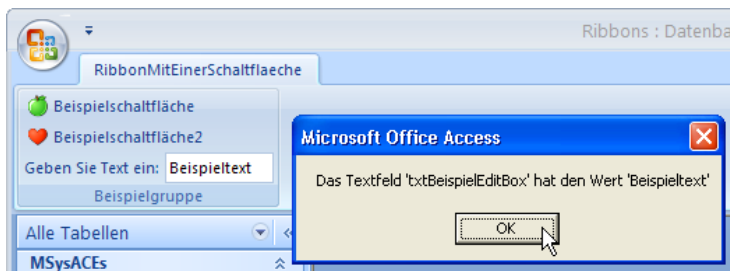 Ribbons : Datenba
RibbonMitEinerSchaltflaeche
Beispielschaltfläche
Beispielschaltfläche2
Geben Sie Text ein: Beispieltext
Beispielgruppe
Microsoft Office Access
Das Textfeld 'txtBeispielEditBox' hat den Wert 'Beispieltext'
OK
Alle Tabellen
MSysACEs